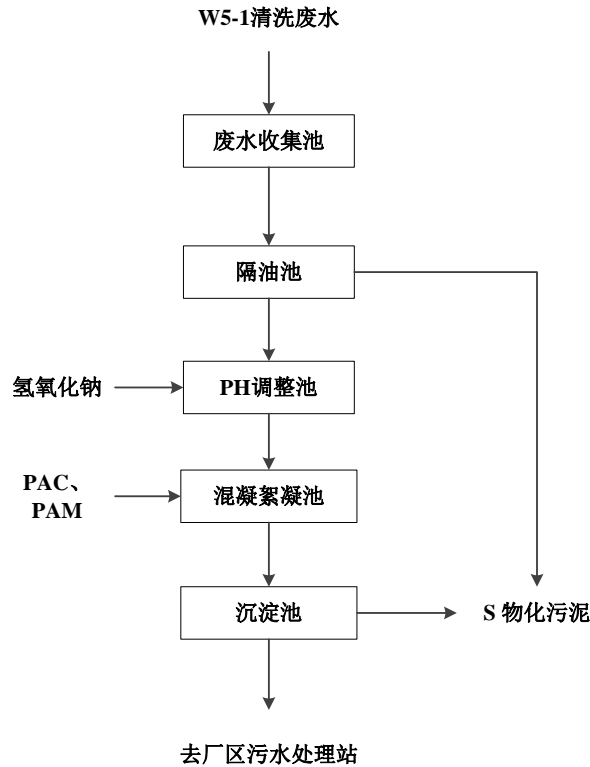 W5-1清洗废水
废水收集池
隔油池
氢氧化钠
PH调整池
PAC、
PAM
混凝絮凝池
沉淀池
S 物化污泥
去厂区污水处理站